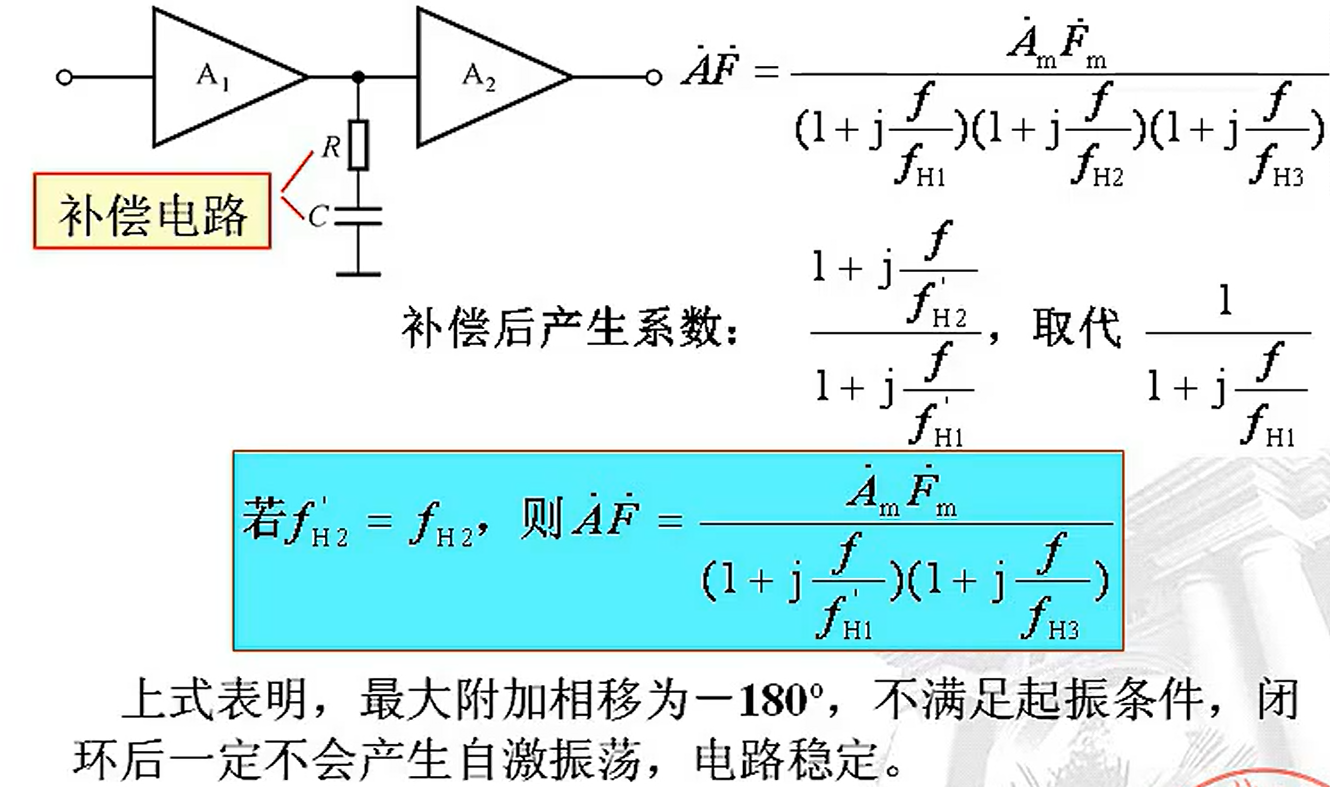 A₁
A₂
R
C
补偿电路
$\dot{A}\dot{F} = \frac{\dot{A}_m \dot{F}_m}{(1 + j\frac{f}{f_{H1}})(1 + j\frac{f}{f_{H2}})(1 + j\frac{f}{f_{H3}})}$
补偿后产生系数: $\frac{1 + j\frac{f}{f'_{H2}}}{1 + j\frac{f}{f'_{H1}}}$, 取代 $\frac{1}{1 + j\frac{f}{f_{H1}}}$
若$f'_{H2} = f_{H2}$, 则$\dot{A}\dot{F} = \frac{\dot{A}_m \dot{F}_m}{(1 + j\frac{f}{f'_{H1}})(1 + j\frac{f}{f_{H3}})}$
上式表明，最大附加相移为－180°，不满足起振条件，闭
环后一定不会产生自激振荡，电路稳定。